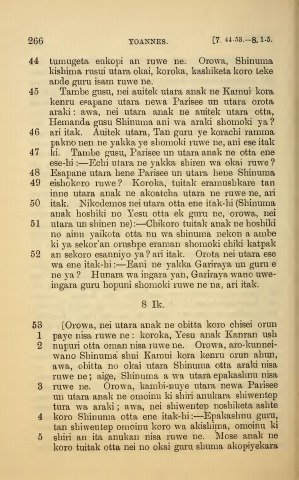 266 YOANNES. [7. 44-53.—8. 1-5.
44 tumugeta eukopi an ruwe ne. Orowa, Shinuma
kishima rusui utara okai, koroka, kashiketa koro teke
ande guru isam ruwe ne.
45 Tambe gusu, nei auitek utara anak ne Kamui kora
kenru esapane utara newa Parisee un utara orota
araki: awa, nei utara anak ne auitek utara otta,
Hemanda gusu Shinuma ani wa araki shomoki ya?
46 ari itak. Auitek utara, Tan guru ye korachi ramma
pakno nen ne yakka ye shomoki ruwe ne, ani ese itak
47 ki. Tambe gusu, Parisee un utara anak ne otta ene
ese-hi:—Echi utara ne yakka shiren wa okai ruwe?
48 Esapane utara hene Parisee un utara hene Shinuma
49 eishokoro ruwe? Koroka, tuitak eramushkare tan
inne utara anak ne akoatcha utara ne ruwe ne, ari
50 itak. Nikodemos nei utara otta ene itak-hi (Shinuma
anak hoshiki no Yesu otta ek guru ne, orowa, nei
51 utara un shinen ne):—Chikoro tuitak anak ne hoshiki
no ainu yaikota otta nu wa shinuma nekon a ambe
ki ya sekor'an orushpe eraman shomoki chiki katpak
52 an sekoro esanniyo ya? ari itak. Orota nei utara ese
wa ene itak-hi:—Eani ne yakka Gariraya un guru e
ne ya? Hunara wa ingara yan, Gariraya wano uwe-
ingara guru hopuni shomoki ruwe ne na, ari itak.
8 Ik.
53 [Orowa, nei utara anak ne obitta koro chisei orun
1 paye nisa ruwe ne: koroka, Yesu anak Kanran ush
2 nupuri otta oman nisa ruwe ne. Orowa, aro-kunnei-
wano Shinuma shui Kamui kora kenru orun ahun,
awa, obitta no okai utara Shinuma otta araki nisa
ruwe ne; aige, Shinuma a wa utara epakashnu nisa
3 ruwe ne. Orowa, kambi-nuye utara newa Parisee
un utara anak ne omoinu ki shiri anukara shiwentep
tura wa araki; awa, nei shiwentep noshiketa ashte
4 koro Shinuma otta ene itak-hi:—Epakashnu guru,
tan shiwentep omoinu koro wa akishima, omoinu ki
5 shiri an ita anukan nisa ruwe ne. Mose anak ne
koro tuitak otta nei no okai guru shuma akopiyekara